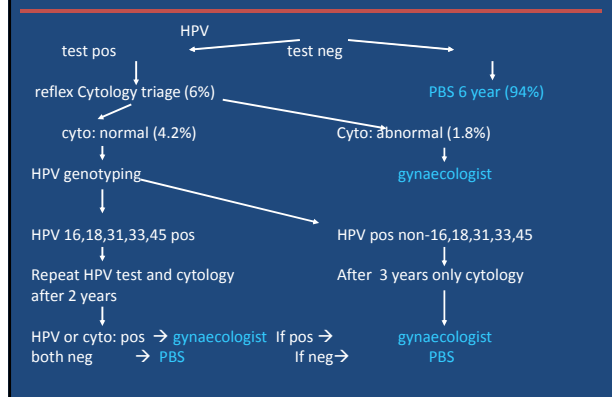 HPV
test pos test neg
reflex Cytology triage (6%) PBS 6 year (94%)
cyto: normal (4.2%) Cyto: abnormal (1.8%)
HPV genotyping gynaecologist
HPV 16,18,31,33,45 pos HPV pos non-16,18,31,33,45
Repeat HPV test and cytology After 3 years only cytology
after 2 years
HPV or cyto: pos → gynaecologist If pos → gynaecologist
both neg → PBS If neg→ PBS